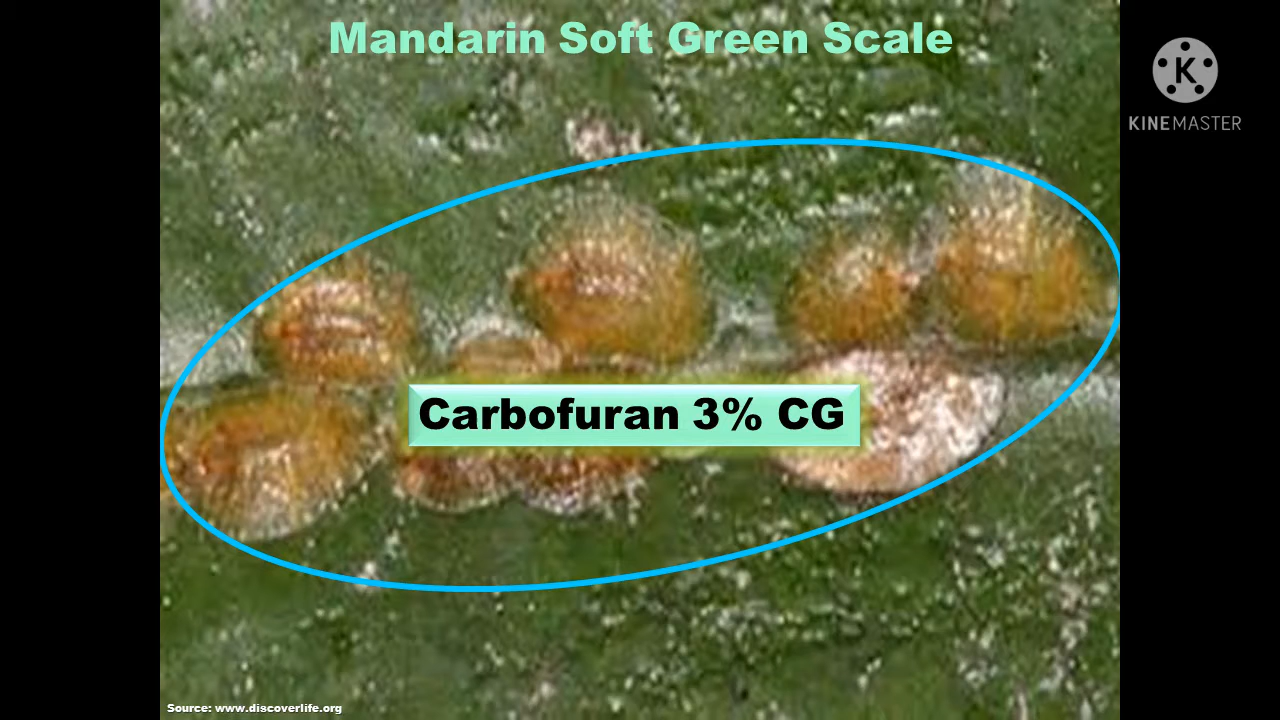 Mandarin Soft Green Scale
K
KINEMASTER
Carbofuran 3% CG
Source: www.discoverlife.org